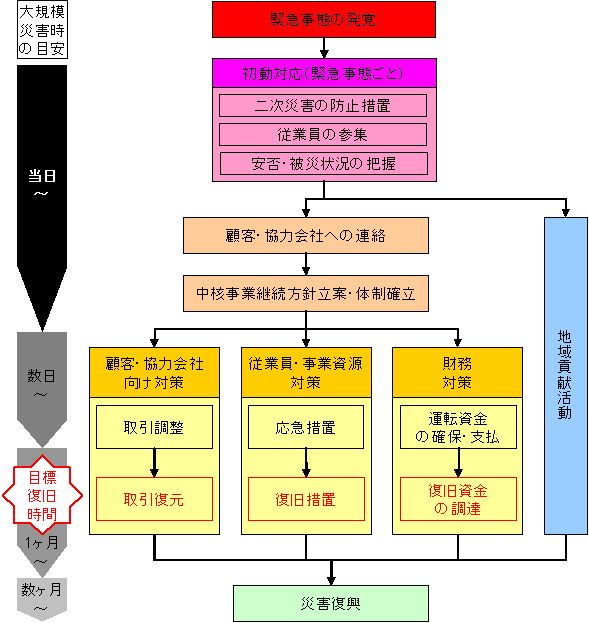 大規模
災害時
の目安
緊急事態の発覚
初動対応(緊急事態ごと)
二次災害の防止措置
従業員の参集
安否・被災状況の把握
当日
～
顧客・協力会社への連絡
中核事業継続方針立案・体制確立
地域貢献活動
数日
～
顧客・協力会社
向け対策
従業員・事業資源
対策
財務
対策
取引調整
応急措置
運転資金
の確保・支払
目標
復旧
時間
取引復元
復旧措置
復旧資金
の調達
1ヶ月
～
数ヶ月
～
災害復興